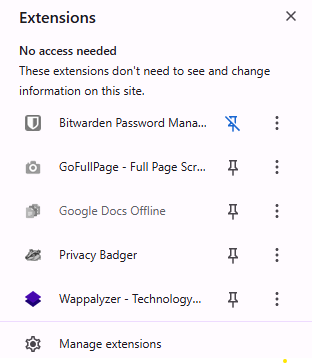 Extensions
No access needed
These extensions don't need to see and change
information on this site.
Bitwarden Password Mana...
GoFullPage - Full Page Scr...
Google Docs Offline
Privacy Badger
Wappalyzer - Technology...
Manage extensions